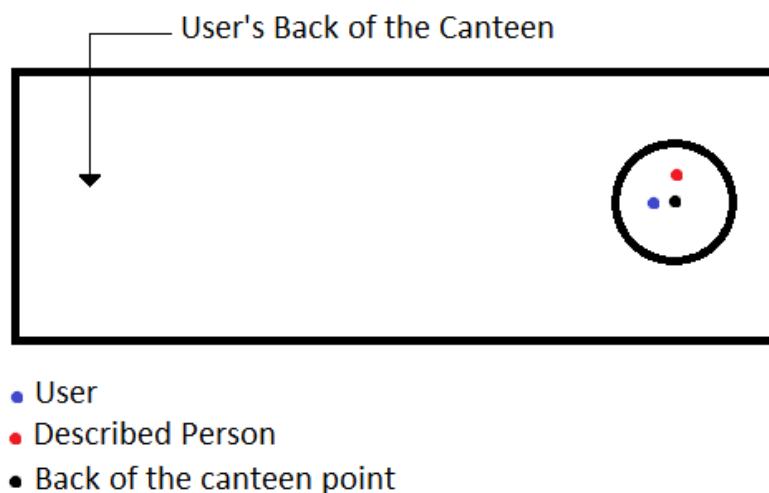 User's Back of the Canteen
User
Described Person
Back of the canteen point